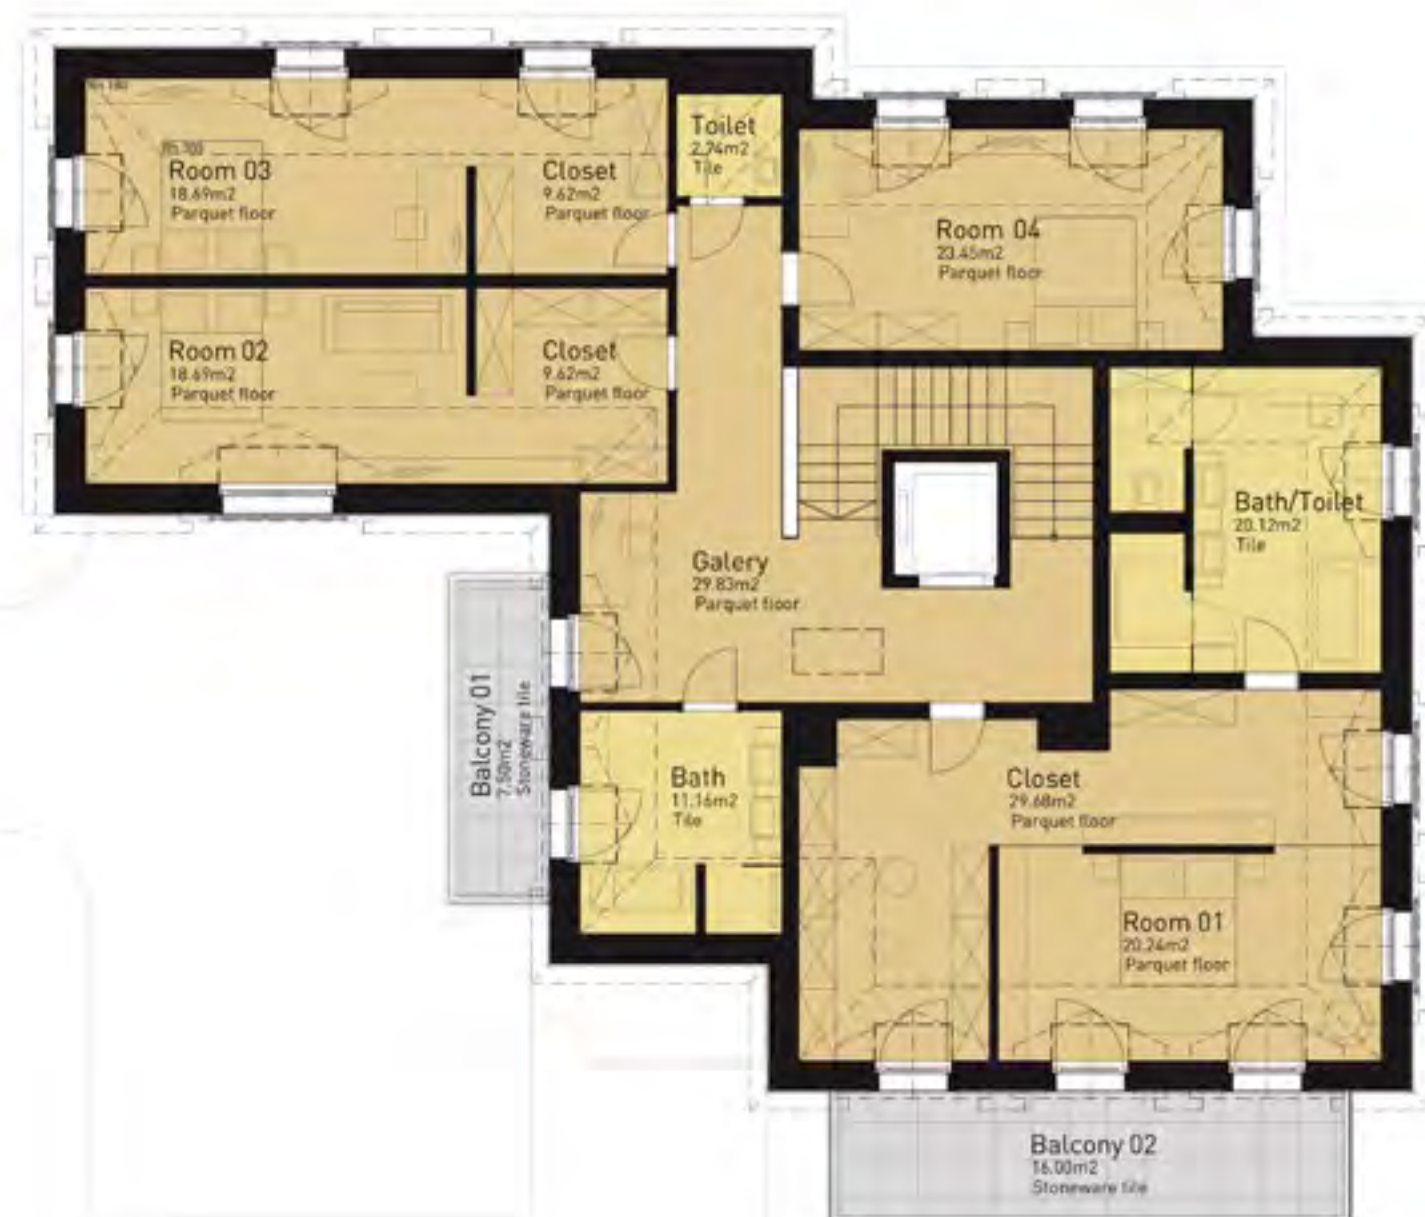 Room 03
18.69m2
Parquet floor
Closet
9.62m2
Parquet floor
Toilet
2.74m2
Tile
Room 04
23.45m2
Parquet floor
Room 02
18.69m2
Parquet floor
Closet
9.62m2
Parquet floor
Bath/Toilet
20.12m2
Tile
Galery
29.83m2
Parquet floor
Balcony 01
7.50m2
Stoneware tile
Bath
11.16m2
Tile
Closet
29.68m2
Parquet floor
Room 01
20.24m2
Parquet floor
Balcony 02
16.00m2
Stoneware tile